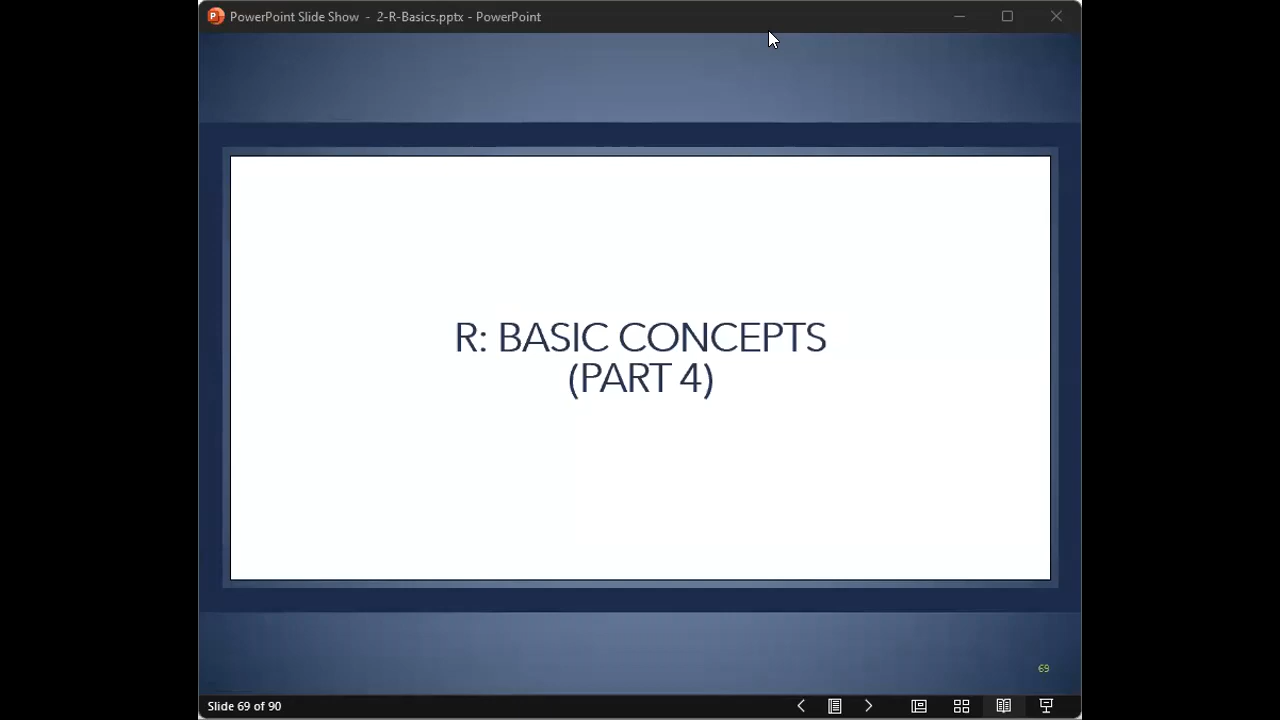 PowerPoint Slide Show - 2-R-Basics.pptx - PowerPoint
R: BASIC CONCEPTS
(PART 4)
69
Slide 69 of 90